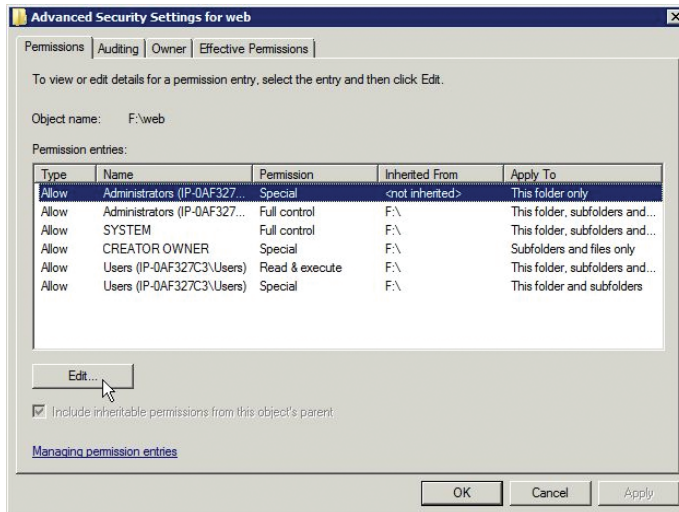 Advanced Security Settings for web
Permissions Auditing Owner Effective Permissions
To view or edit details for a permission entry, select the entry and then click Edit.
Object name: F:\web
Permission entries:
Type Name Permission Inherited From Apply To
Allow Administrators (IP-0AF327... Special <not inherited> This folder only
Allow Administrators (IP-0AF327... Full control F:\ This folder, subfolders and...
Allow SYSTEM Full control F:\ This folder, subfolders and...
Allow CREATOR OWNER Special F:\ Subfolders and files only
Allow Users (IP-0AF327C3\Users) Read & execute F:\ This folder, subfolders and...
Allow Users (IP-0AF327C3\Users) Special F:\ This folder and subfolders
Edit...
Include inheritable permissions from this object's parent
Managing permission entries
OK Cancel Apply